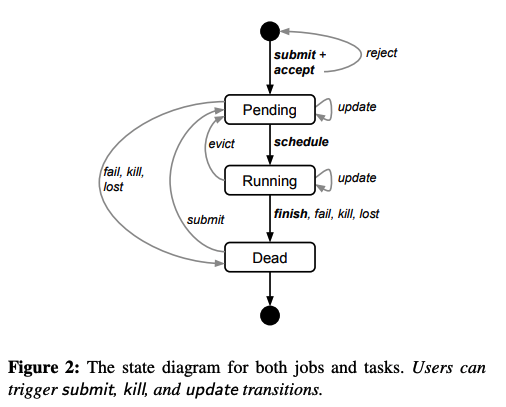 submit +
accept
reject
Pending
update
evict
schedule
fail, kill,
lost
Running
update
submit
finish, fail, kill, lost
Dead
Figure 2: The state diagram for both jobs and tasks. Users can
trigger submit, kill, and update transitions.